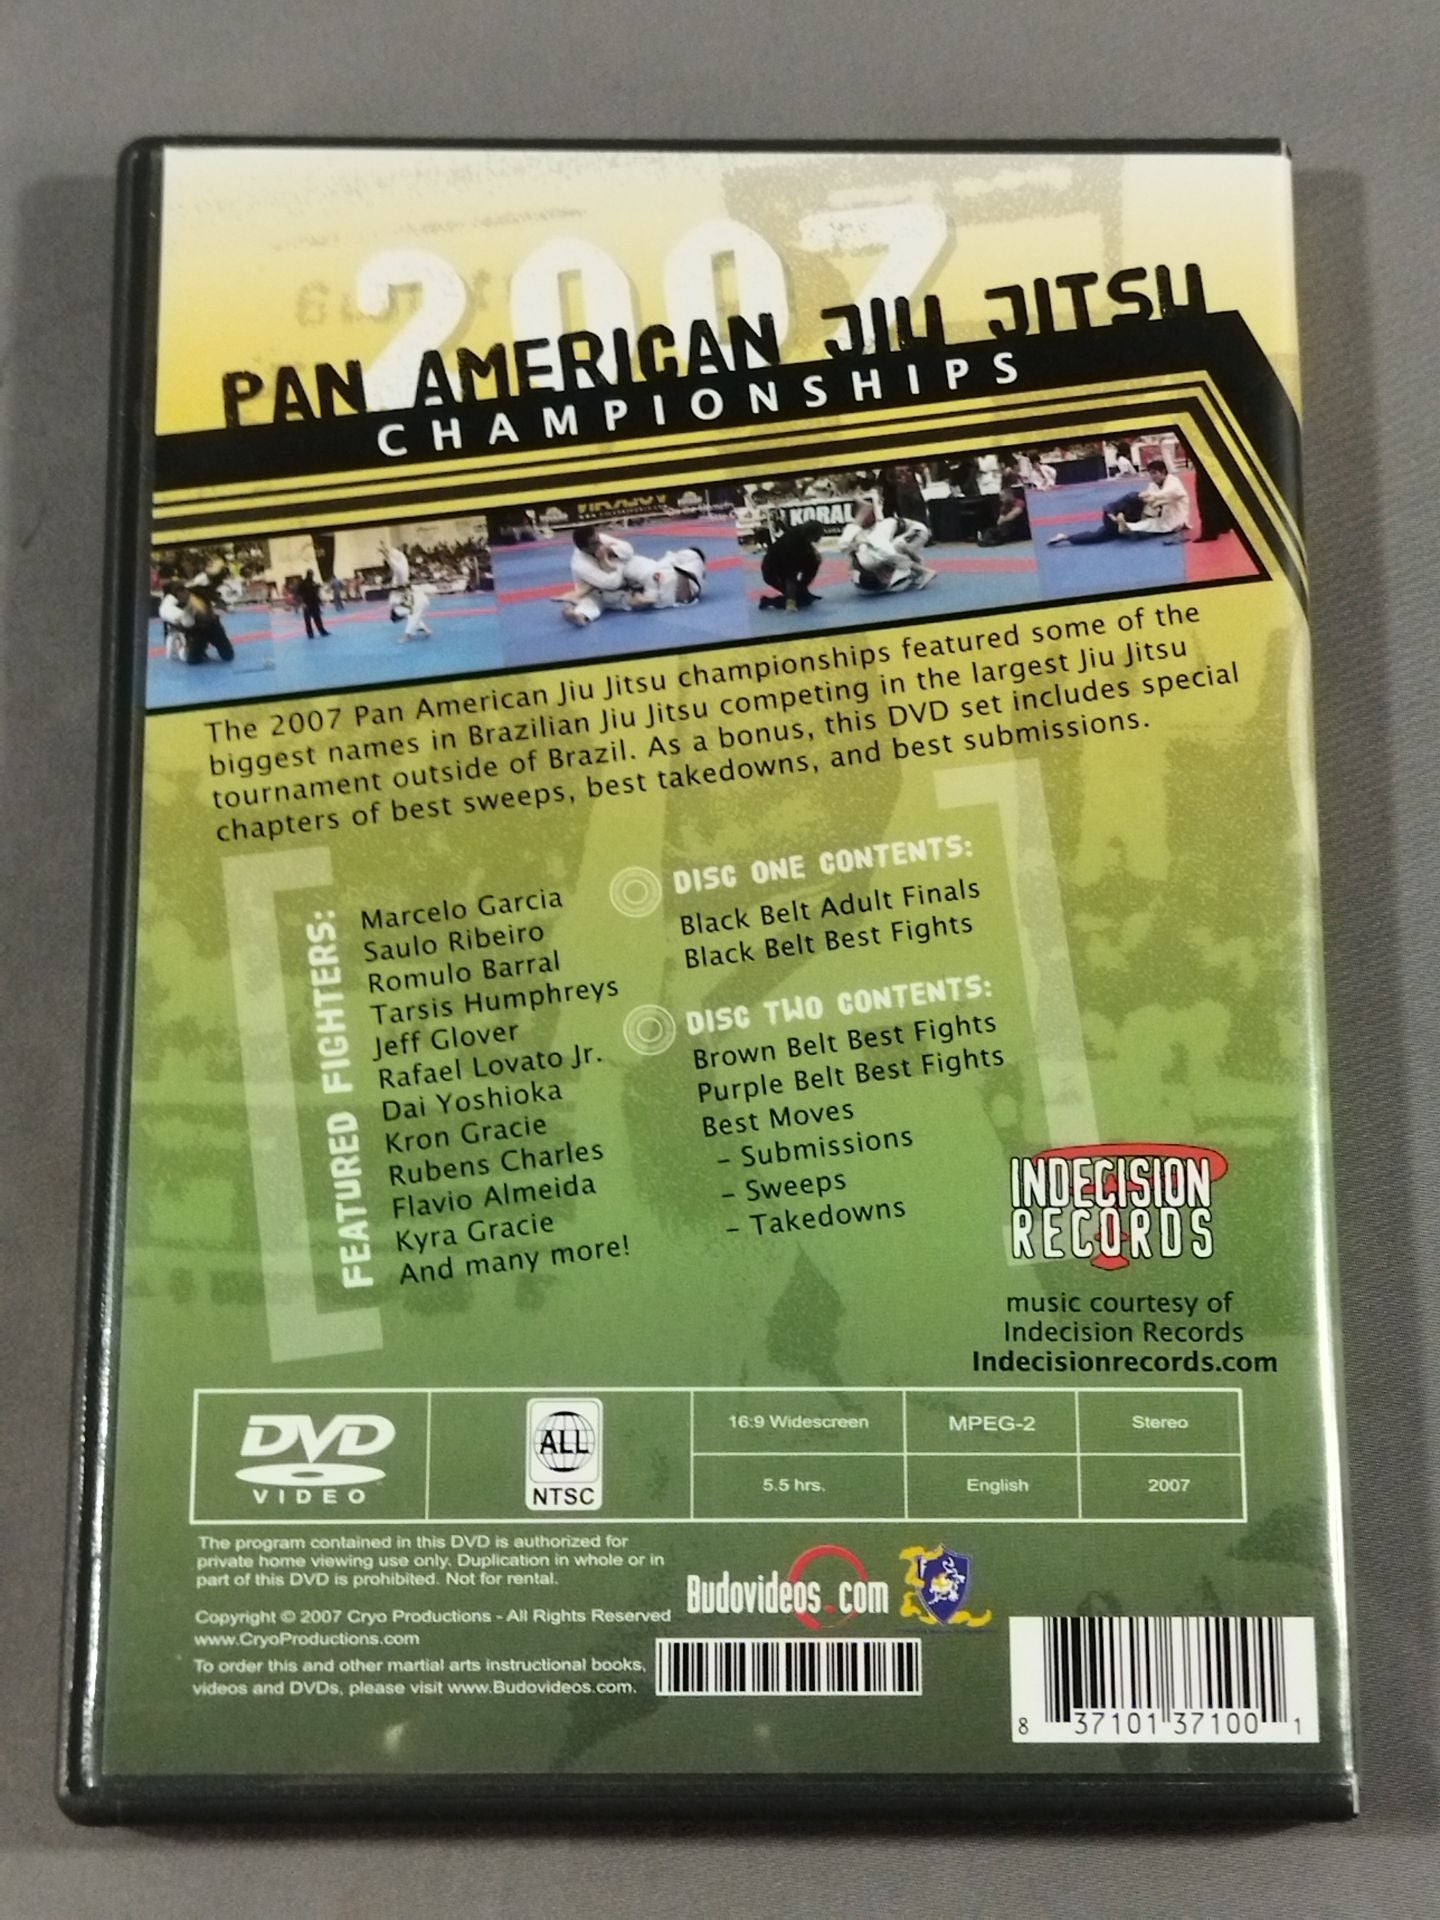 2007
PAN AMERICAN JIU JITSU
CHAMPIONSHIPS
KORAL
The 2007 Pan American Jiu Jitsu championships featured some of the
biggest names in Brazilian Jiu Jitsu competing in the largest Jiu Jitsu
tournament outside of Brazil. As a bonus, this DVD set includes special
chapters of best sweeps, best takedowns, and best submissions.
FEATURED FIGHTERS:
Marcelo Garcia
Saulo Ribeiro
Romulo Barral
Tarsis Humphreys
Jeff Glover
Rafael Lovato Jr.
Dai Yoshioka
Kron Gracie
Rubens Charles
Flavio Almeida
Kyra Gracie
And many more!
DISC ONE CONTENTS:
Black Belt Adult Finals
Black Belt Best Fights
DISC TWO CONTENTS:
Brown Belt Best Fights
Purple Belt Best Fights
Best Moves
– Submissions
– Sweeps
– Takedowns
INDECISION
RECORDS
music courtesy of
Indecision Records
Indecisionrecords.com
DVD
VIDEO
ALL
NTSC
16:9 Widescreen
MPEG-2
Stereo
5.5 hrs.
English
2007
The program contained in this DVD is authorized for
private home viewing use only. Duplication in whole or in
part of this DVD is prohibited. Not for rental.
Copyright © 2007 Cryo Productions - All Rights Reserved
www.CryoProductions.com
To order this and other martial arts instructional books,
videos and DVDs, please visit www.Budovideos.com.
Budovideos.com
8 37101 37100 1